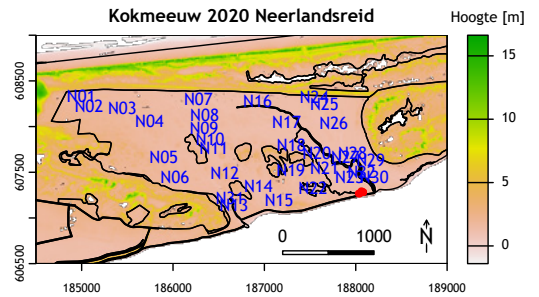 Kokmeeuw 2020 Neerlandsreid
Hoogte [m]
608500
607500
606500
N01
N02
N03
N04
N05
N06
N07
N08
N09
N10
N11
N12
N13
N14
N15
N16
N17
N18
N19
N24
N25
N26
N28
N29
N30
0
1000
N
15
10
5
0
185000
186000
187000
188000
189000